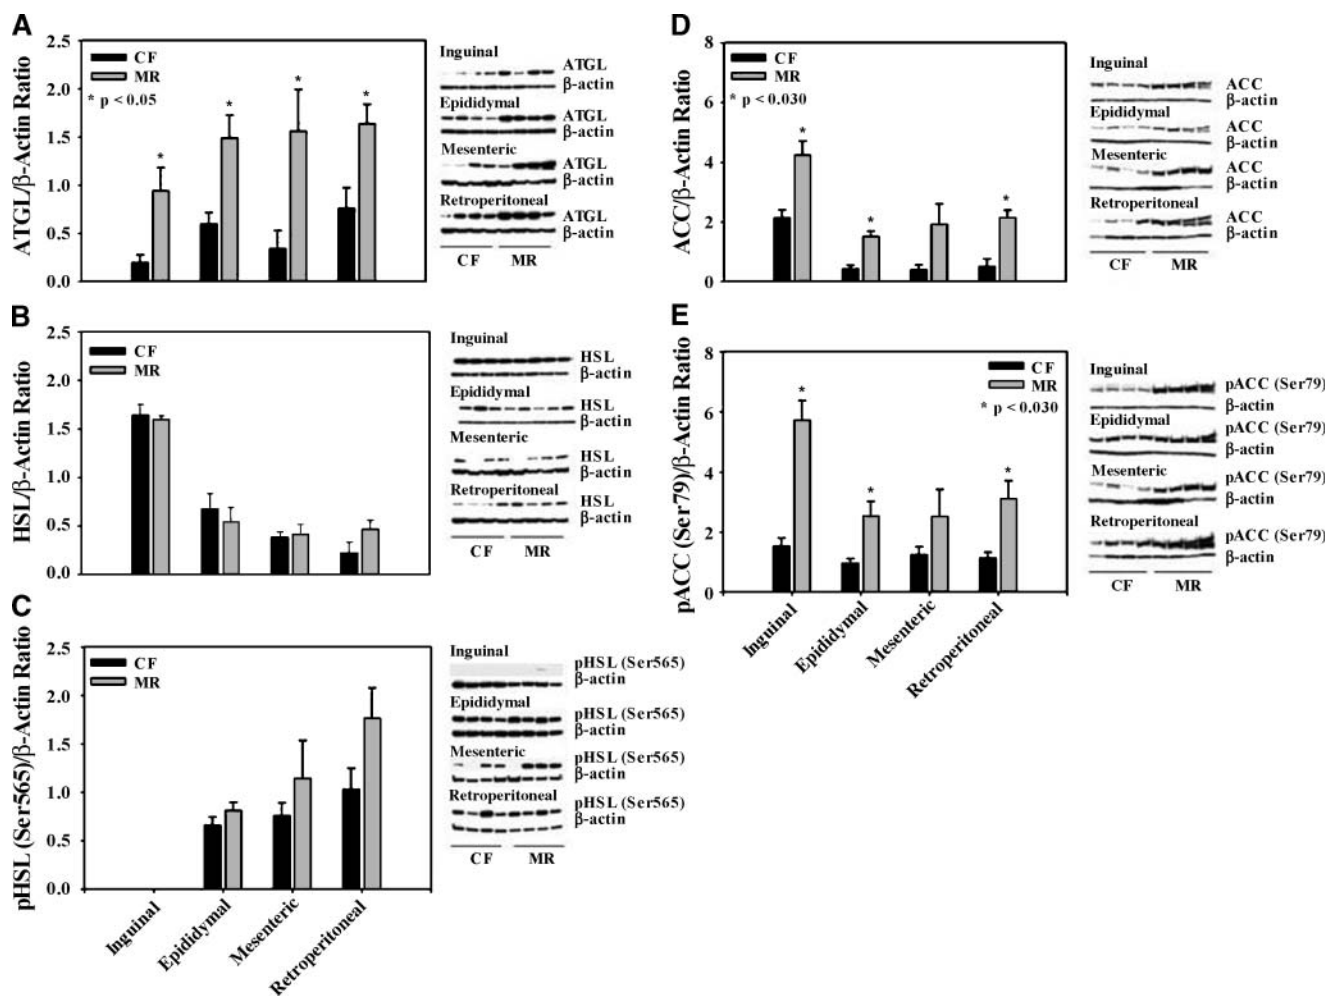 A
ATGL/β-Actin Ratio
2.5
2.0
1.5
1.0
0.5
0.0
CF
MR
* p < 0.05
*
*
*
*
Inguinal
ATGL
β-actin
Epididymal
ATGL
β-actin
Mesenteric
ATGL
β-actin
Retroperitoneal
ATGL
β-actin
CF MR
B
HSL/β-Actin Ratio
2.5
2.0
1.5
1.0
0.5
0.0
CF
MR
Inguinal
HSL
β-actin
Epididymal
HSL
β-actin
Mesenteric
HSL
β-actin
Retroperitoneal
HSL
β-actin
CF MR
C
pHSL (Ser565)/β-Actin Ratio
2.5
2.0
1.5
1.0
0.5
0.0
CF
MR
Inguinal
Epididymal
Mesenteric
Retroperitoneal
Inguinal
pHSL (Ser565)
β-actin
Epididymal
pHSL (Ser565)
β-actin
Mesenteric
pHSL (Ser565)
β-actin
Retroperitoneal
pHSL (Ser565)
β-actin
CF MR
D
ACC/β-Actin Ratio
8
6
4
2
0
CF
MR
* p < 0.030
*
*
*
Inguinal
ACC
β-actin
Epididymal
ACC
β-actin
Mesenteric
ACC
β-actin
Retroperitoneal
ACC
β-actin
CF MR
E
pACC (Ser79)/β-Actin Ratio
8
6
4
2
0
CF
MR
* p < 0.030
*
*
*
Inguinal
Epididymal
Mesenteric
Retroperitoneal
Inguinal
pACC (Ser79)
β-actin
Epididymal
pACC (Ser79)
β-actin
Mesenteric
pACC (Ser79)
β-actin
Retroperitoneal
pACC (Ser79)
β-actin
CF MR